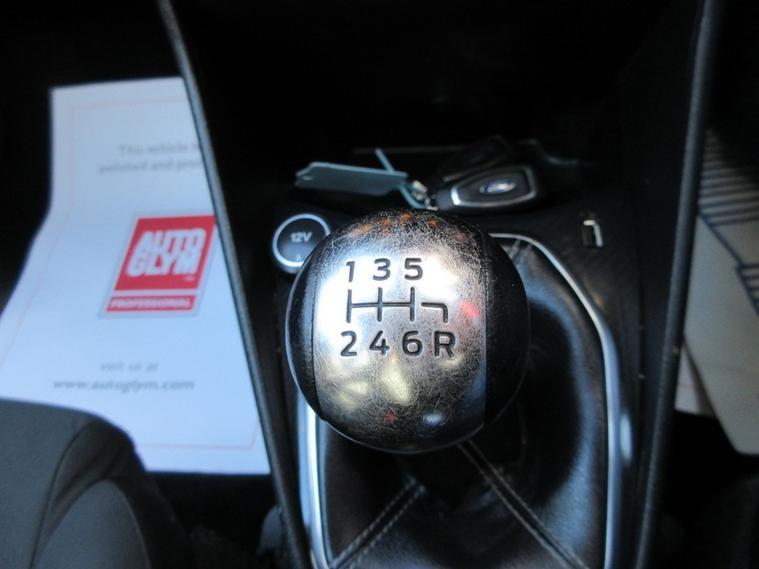 This vehicle
polished and
AUTO
GLYM
PROFESSIONAL
visit us at
www.autoglym.com
12V
1 3 5
2 4 6 R
Ford